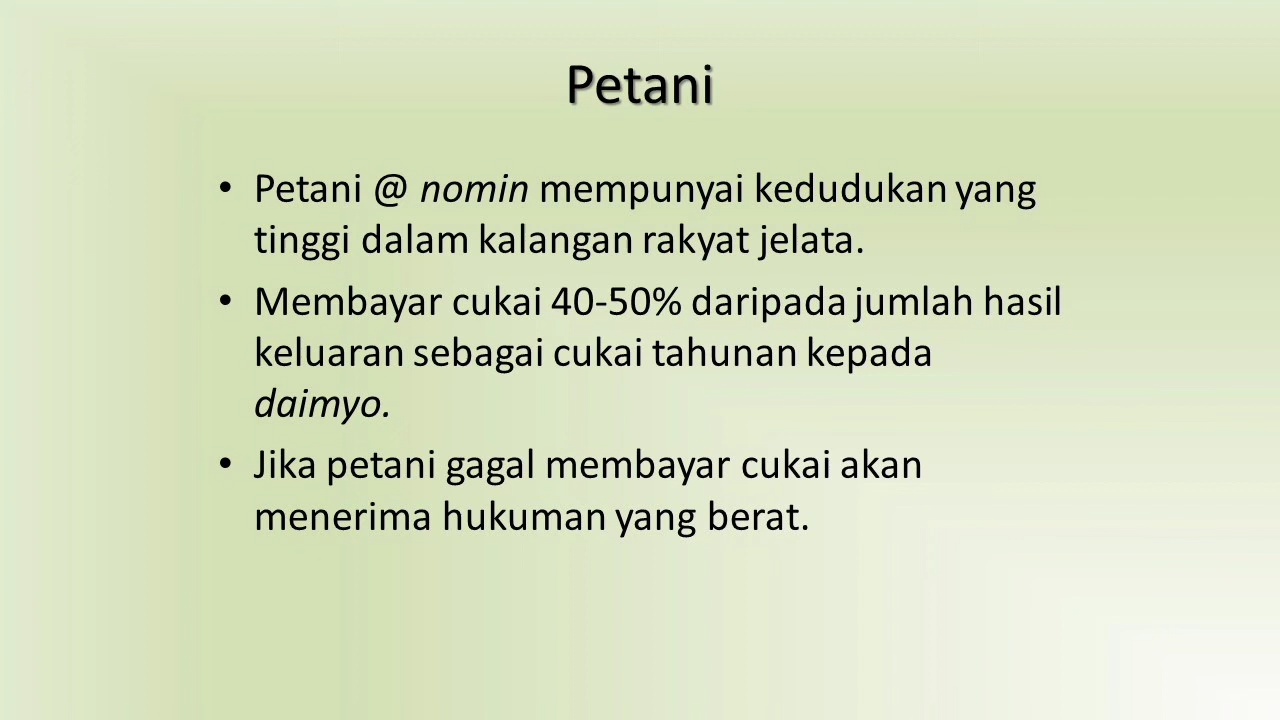 Petani
• Petani @ nomin mempunyai kedudukan yang
tinggi dalam kalangan rakyat jelata.
• Membayar cukai 40-50% daripada jumlah hasil
keluaran sebagai cukai tahunan kepada
daimyo.
• Jika petani gagal membayar cukai akan
menerima hukuman yang berat.